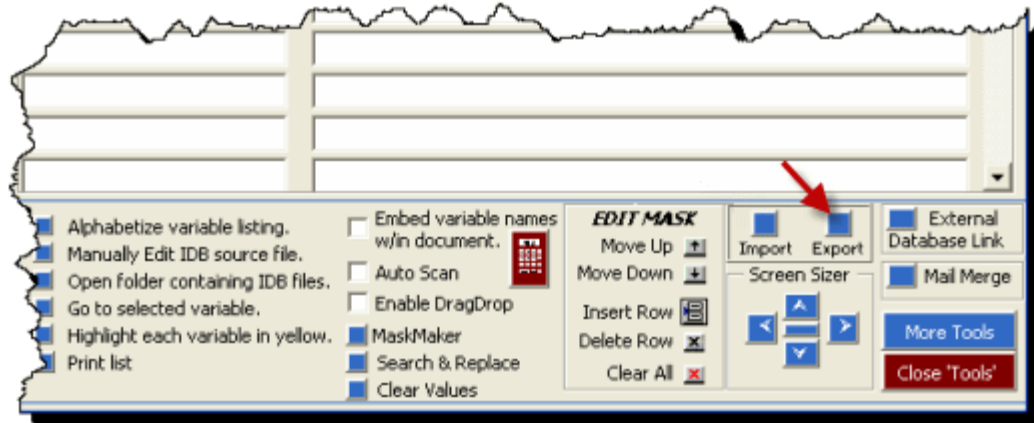 Alphabetize variable listing.
Manually Edit IDB source file.
Open folder containing IDB files.
Go to selected variable.
Highlight each variable in yellow.
Print list
Embed variable names
w/in document.
Auto Scan
Enable DragDrop
MaskMaker
Search & Replace
Clear Values
EDIT MASK
Move Up
Move Down
Insert Row
Delete Row
Clear All
Import Export
Screen Sizer
External
Database Link
Mail Merge
More Tools
Close 'Tools'